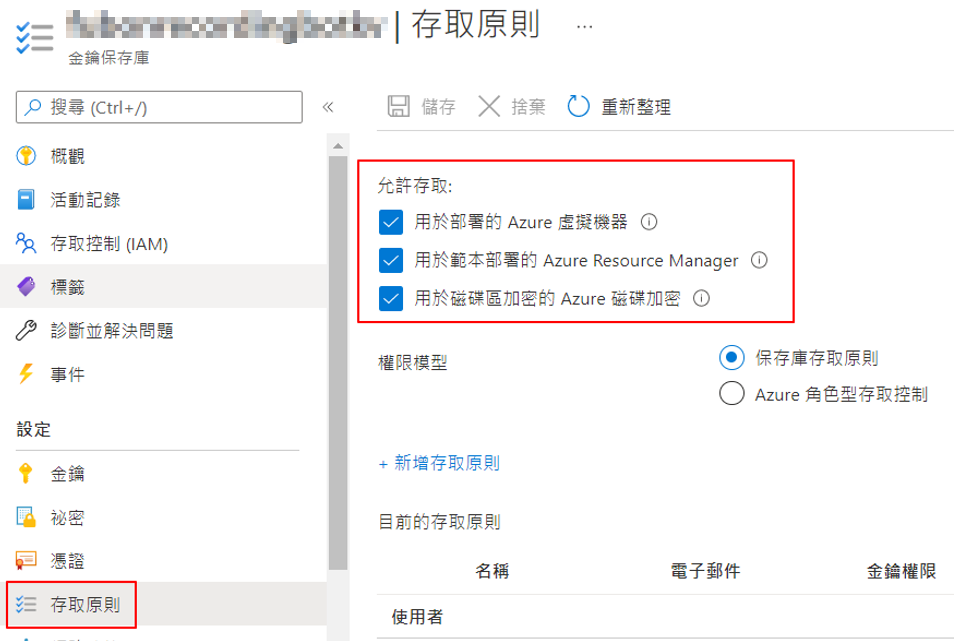 | 存取原則 ...
金鑰保存庫
搜尋 (Ctrl+/)
«
儲存
捨棄
重新整理
概觀
活動記錄
存取控制 (IAM)
標籤
診斷並解決問題
事件
設定
金鑰
祕密
憑證
存取原則
允許存取:
用於部署的 Azure 虛擬機器
用於範本部署的 Azure Resource Manager
用於磁碟區加密的 Azure 磁碟加密
權限模型
保存庫存取原則
Azure 角色型存取控制
+ 新增存取原則
目前的存取原則
名稱 電子郵件 金鑰權限
使用者